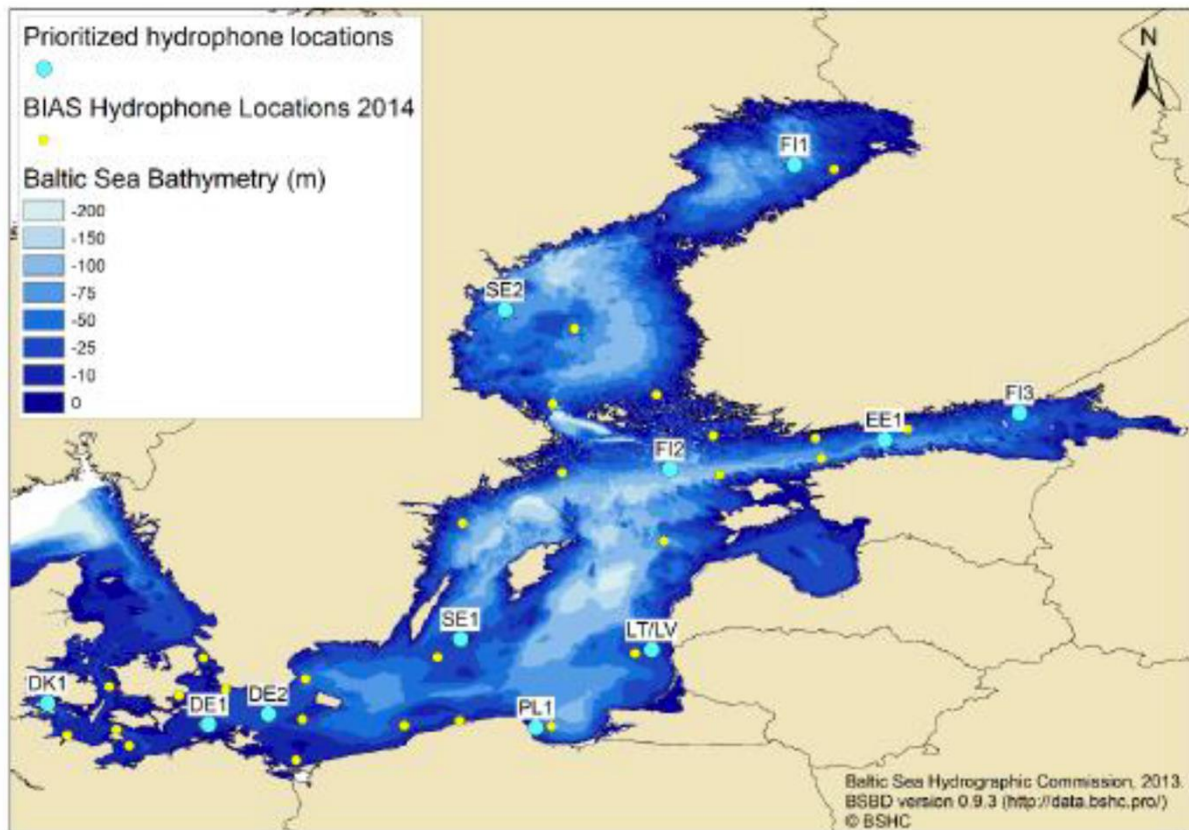 Prioritized hydrophone locations
BIAS Hydrophone Locations 2014
Baltic Sea Bathymetry (m)
-200
-150
-100
-75
-50
-25
-10
0
N
FI1
SE2
FI3
EE1
FI2
SE1
LT/LV
DK1
DE1
DE2
PL1
Baltic Sea Hydrographic Commission, 2013.
BSBD version 0.9.3 (http://data.bshc.pro/)
© BSHC